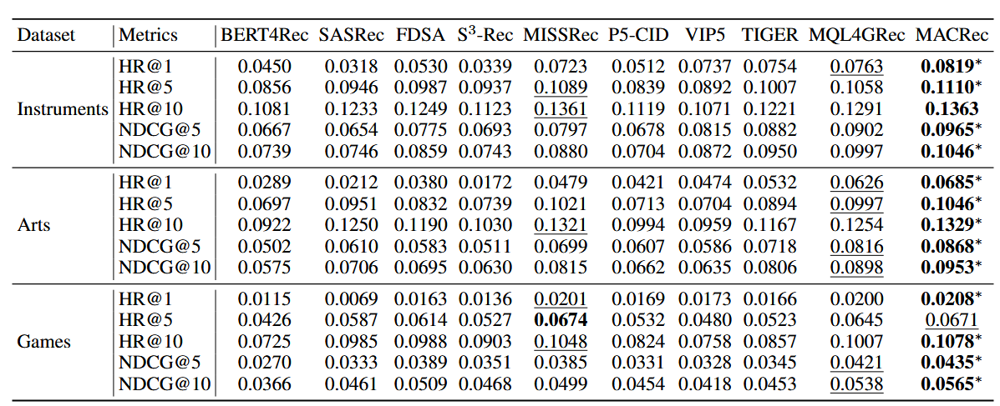 Dataset Metrics BERT4Rec SASRec FDSA S³-Rec MISSRec P5-CID VIP5 TIGER MQL4GRec MACRec
HR@1 0.0450 0.0318 0.0530 0.0339 0.0723 0.0512 0.0737 0.0754 0.0763 0.0819*
HR@5 0.0856 0.0946 0.0987 0.0937 0.1089 0.0839 0.0892 0.1007 0.1058 0.1110*
Instruments HR@10 0.1081 0.1233 0.1249 0.1123 0.1361 0.1119 0.1071 0.1221 0.1291 0.1363
NDCG@5 0.0667 0.0654 0.0775 0.0693 0.0797 0.0678 0.0815 0.0882 0.0902 0.0965*
NDCG@10 0.0739 0.0746 0.0859 0.0743 0.0880 0.0704 0.0872 0.0950 0.0997 0.1046*
HR@1 0.0289 0.0212 0.0380 0.0172 0.0479 0.0421 0.0474 0.0532 0.0626 0.0685*
HR@5 0.0697 0.0951 0.0832 0.0739 0.1021 0.0713 0.0704 0.0894 0.0997 0.1046*
Arts HR@10 0.0922 0.1250 0.1190 0.1030 0.1321 0.0994 0.0959 0.1167 0.1254 0.1329*
NDCG@5 0.0502 0.0610 0.0583 0.0511 0.0699 0.0607 0.0586 0.0718 0.0816 0.0868*
NDCG@10 0.0575 0.0706 0.0695 0.0630 0.0815 0.0662 0.0635 0.0806 0.0898 0.0953*
HR@1 0.0115 0.0069 0.0163 0.0136 0.0201 0.0169 0.0173 0.0166 0.0200 0.0208*
HR@5 0.0426 0.0587 0.0614 0.0527 0.0674 0.0532 0.0480 0.0523 0.0645 0.0671
Games HR@10 0.0725 0.0985 0.0988 0.0903 0.1048 0.0824 0.0758 0.0857 0.1007 0.1078*
NDCG@5 0.0270 0.0333 0.0389 0.0351 0.0385 0.0331 0.0328 0.0345 0.0421 0.0435*
NDCG@10 0.0366 0.0461 0.0509 0.0468 0.0499 0.0454 0.0418 0.0453 0.0538 0.0565*